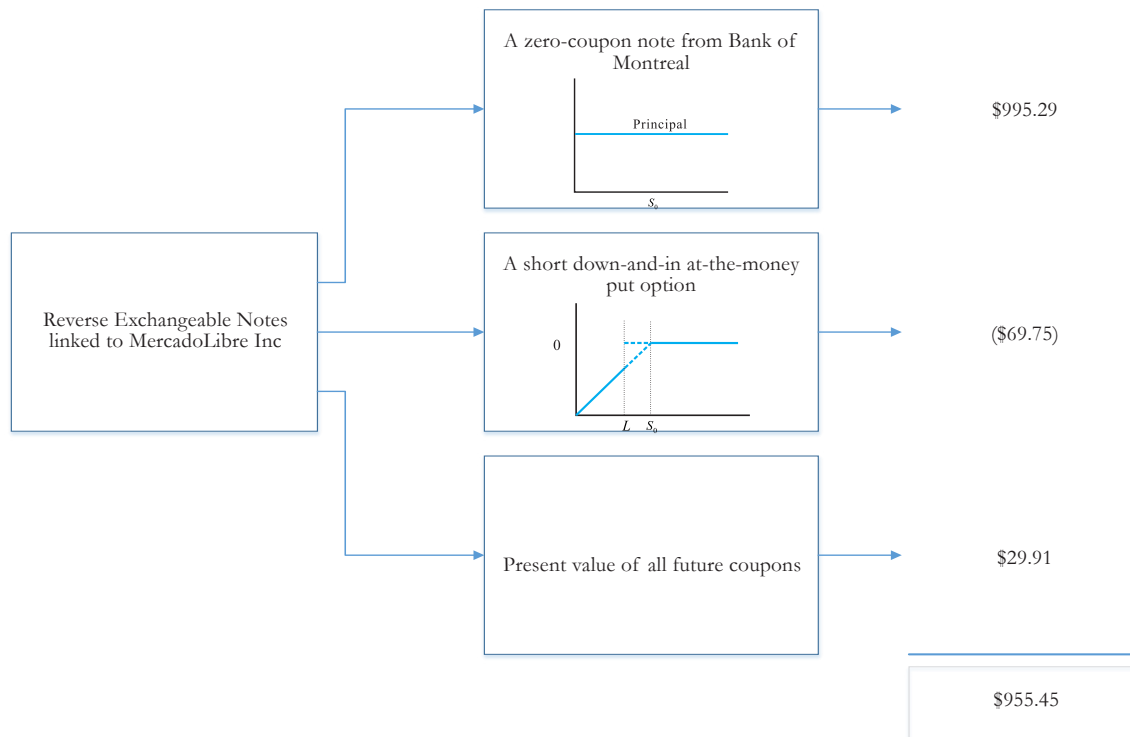 A zero-coupon note from Bank of
Montreal
Principal
S₀
$995.29
Reverse Exchangeable Notes
linked to MercadoLibre Inc
A short down-and-in at-the-money
put option
0
L S₀
($69.75)
Present value of all future coupons
$29.91
$955.45